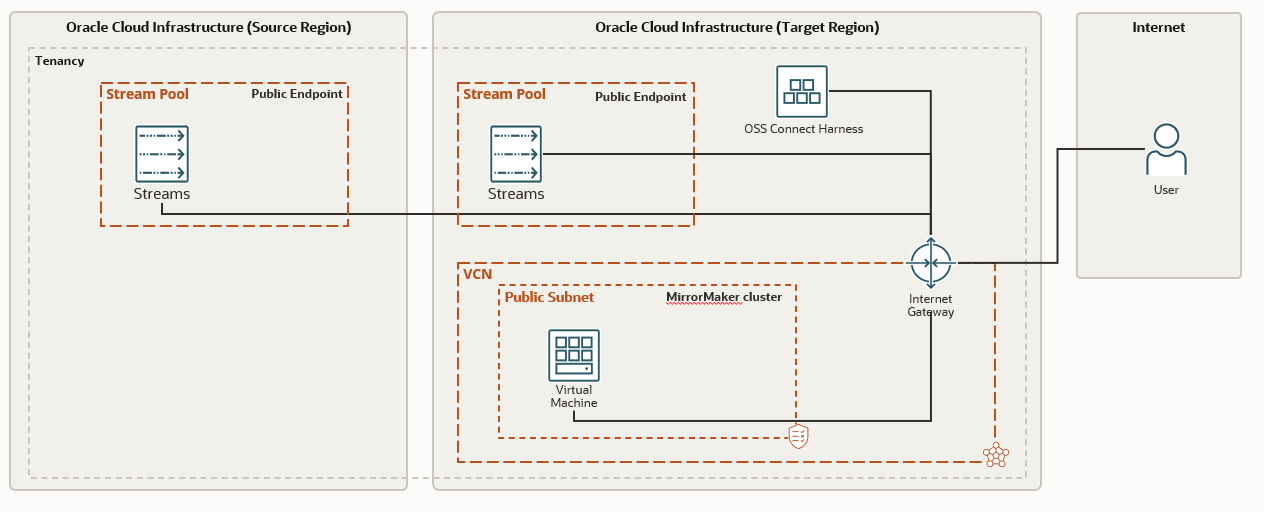 Oracle Cloud Infrastructure (Source Region)
Tenancy
Stream Pool
Public Endpoint
Streams
Oracle Cloud Infrastructure (Target Region)
Stream Pool
Public Endpoint
Streams
OSS Connect Harness
VCN
Public Subnet
MirrorMaker cluster
Virtual
Machine
Internet
Gateway
Internet
User